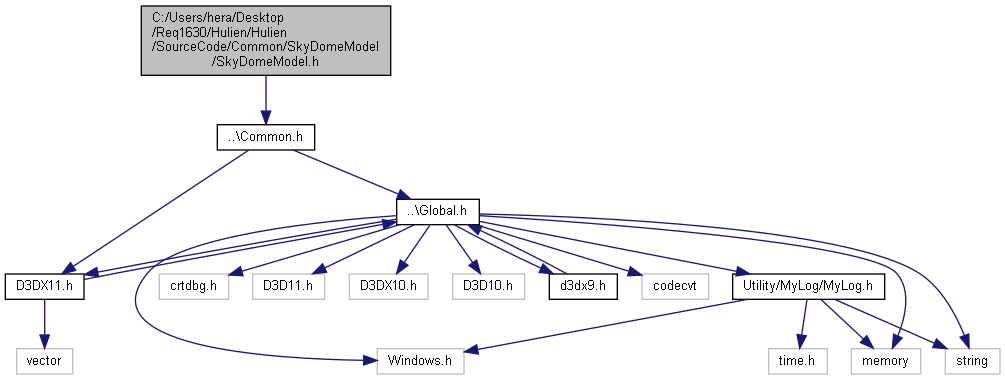 C:/Users/hera/Desktop
/Req1630/Hulien/Hulien
/SourceCode/Common/SkyDomeModel
/SkyDomeModel.h
..\Common.h
..\Global.h
D3DX11.h
crtdbg.h
D3D11.h
D3DX10.h
D3D10.h
d3dx9.h
codecvt
Utility/MyLog/MyLog.h
vector
Windows.h
time.h
memory
string